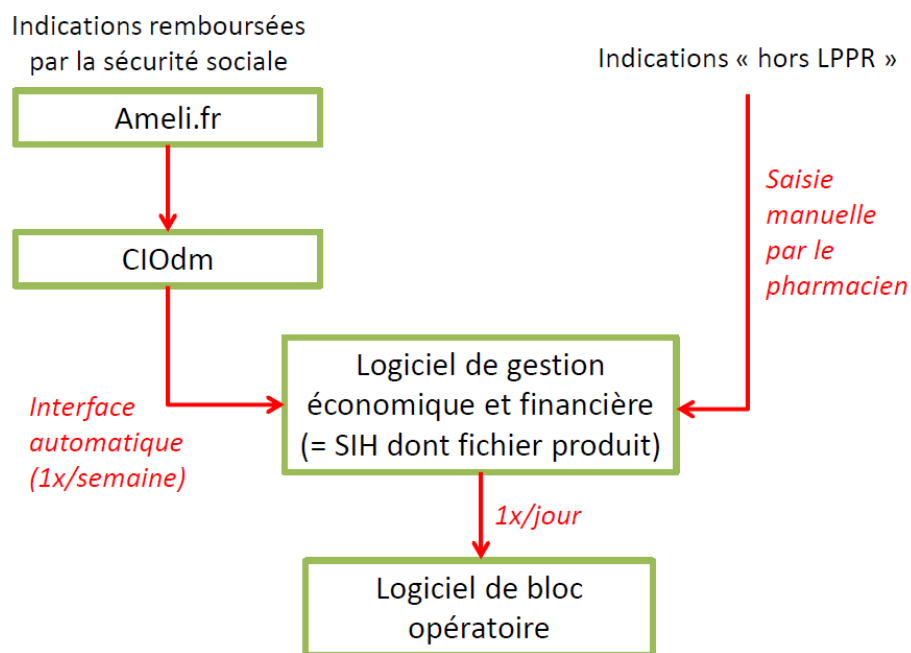 Indications remboursées
par la sécurité sociale
Indications « hors LPPR »
Ameli.fr
Saisie
manuelle
par le
pharmacien
CIOdm
Interface
automatique
(1x/semaine)
Logiciel de gestion
économique et financière
(= SIH dont fichier produit)
1x/jour
Logiciel de bloc
opératoire